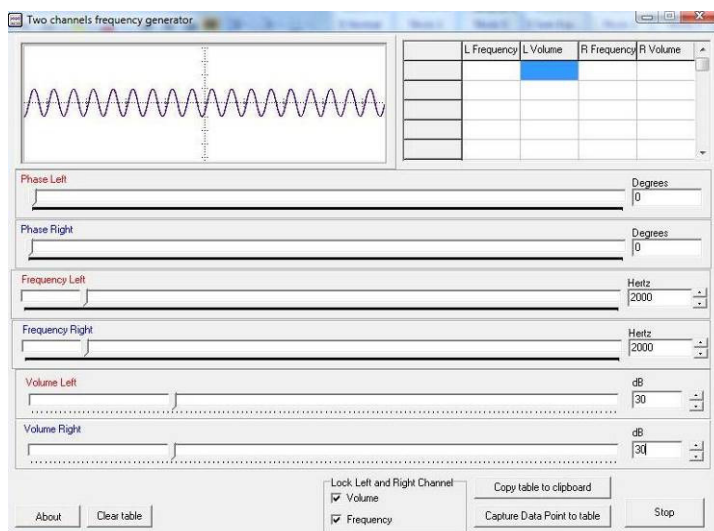 Two channels frequency generator
L Frequency L Volume R Frequency R Volume
Phase Left
Degrees
0
Phase Right
Degrees
0
Frequency Left
Hertz
2000
Frequency Right
Hertz
2000
Volume Left
dB
30
Volume Right
dB
30
Lock Left and Right Channel
Volume
Frequency
Copy table to clipboard
About
Clear table
Capture Data Point to table
Stop